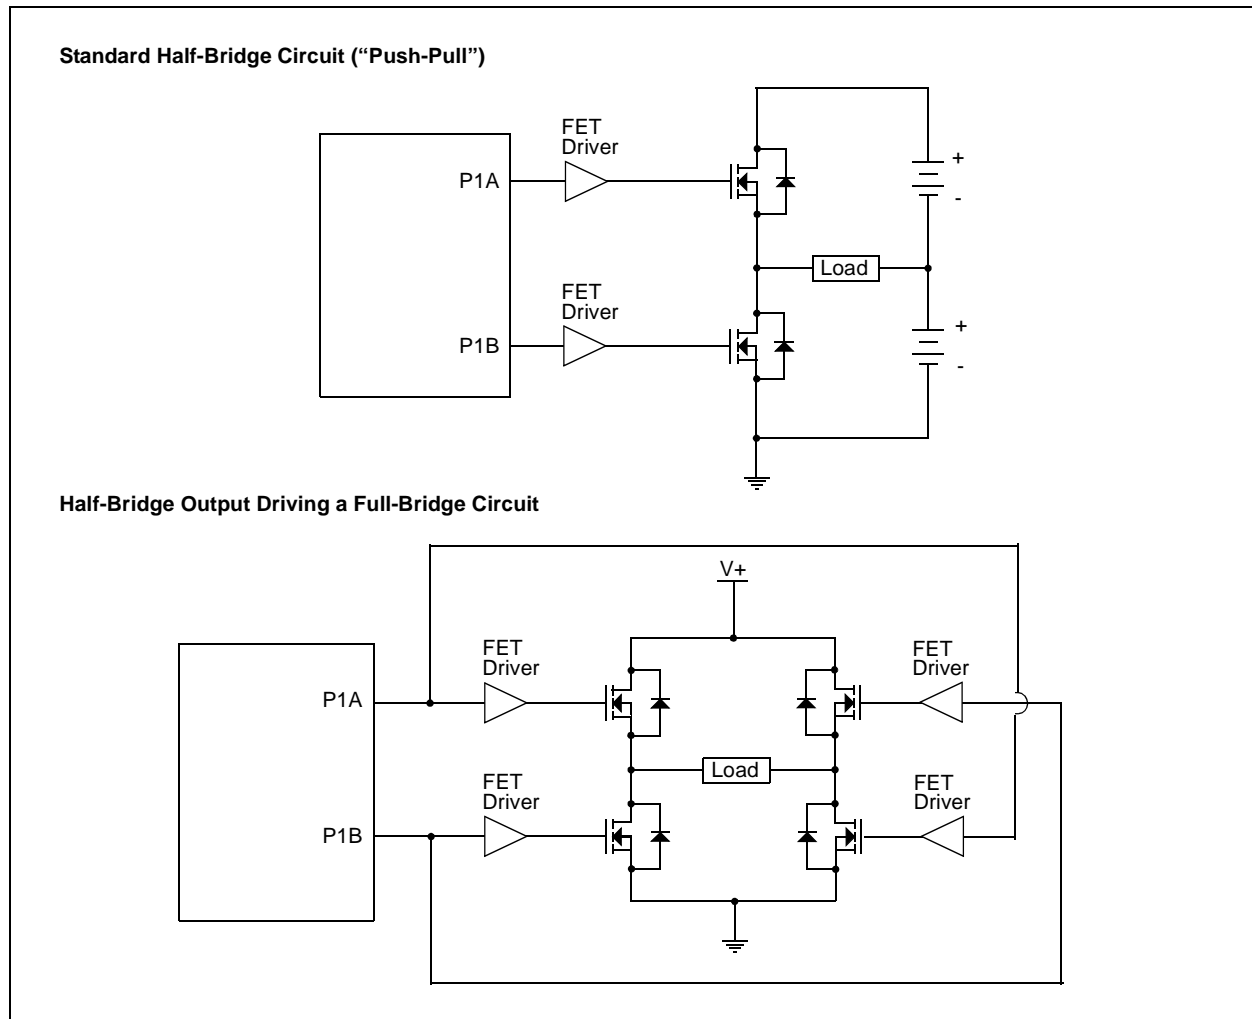 Standard Half-Bridge Circuit (“Push-Pull”)
FET
Driver
P1A
+
-
Load
FET
Driver
P1B
+
-
Half-Bridge Output Driving a Full-Bridge Circuit
V+
FET
Driver
FET
Driver
P1A
Load
FET
Driver
FET
Driver
P1B